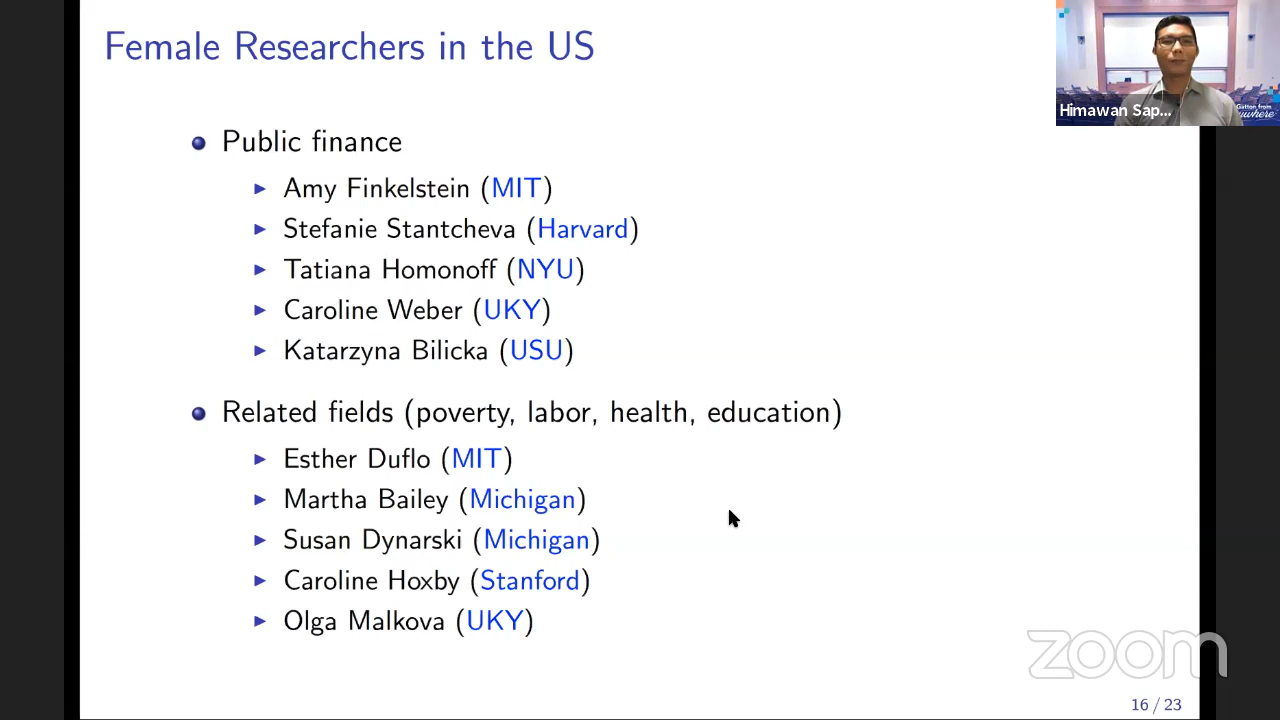 Female Researchers in the US
Himawan Sap...
Gatton from
Public finance
Amy Finkelstein (MIT)
Stefanie Stantcheva (Harvard)
Tatiana Homonoff (NYU)
Caroline Weber (UKY)
Katarzyna Bilicka (USU)
Related fields (poverty, labor, health, education)
Esther Duflo (MIT)
Martha Bailey (Michigan)
Susan Dynarski (Michigan)
Caroline Hoxby (Stanford)
Olga Malkova (UKY)
zoom
16 / 23